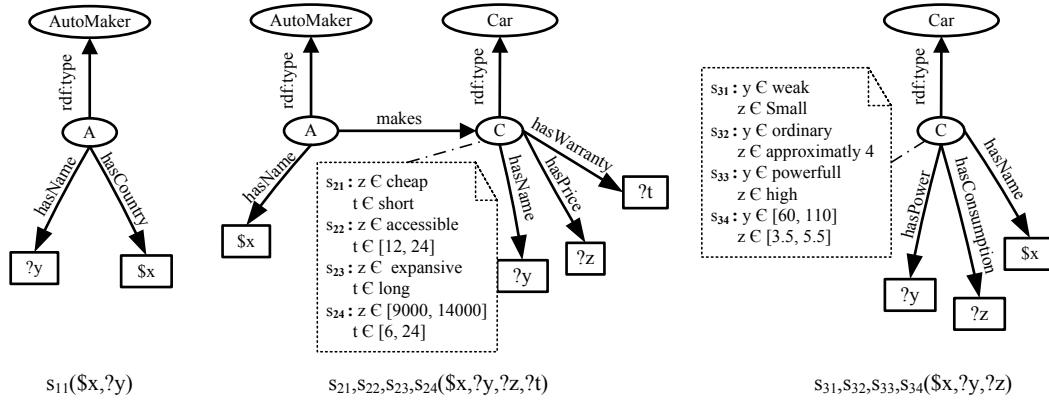 AutoMaker
rdf:type
A
hasName
hasCountry
?y
$x
s11($x,?y)
AutoMaker
Car
rdf:type
rdf:type
A
makes
C
hasName
hasName
hasPrice
hasWarranty
$x
?y
?z
?t
s21 : z Є cheap
t Є short
s22 : z Є accessible
t Є [12, 24]
s23 : z Є expansive
t Є long
s24 : z Є [9000, 14000]
t Є [6, 24]
s21,s22,s23,s24($x,?y,?z,?t)
Car
rdf:type
C
s31 : y Є weak
z Є Small
s32 : y Є ordinary
z Є approximatly 4
s33 : y Є powerfull
z Є high
s34 : y Є [60, 110]
z Є [3.5, 5.5]
hasPower
hasConsumption
hasName
?y
?z
$x
s31,s32,s33,s34($x,?y,?z)